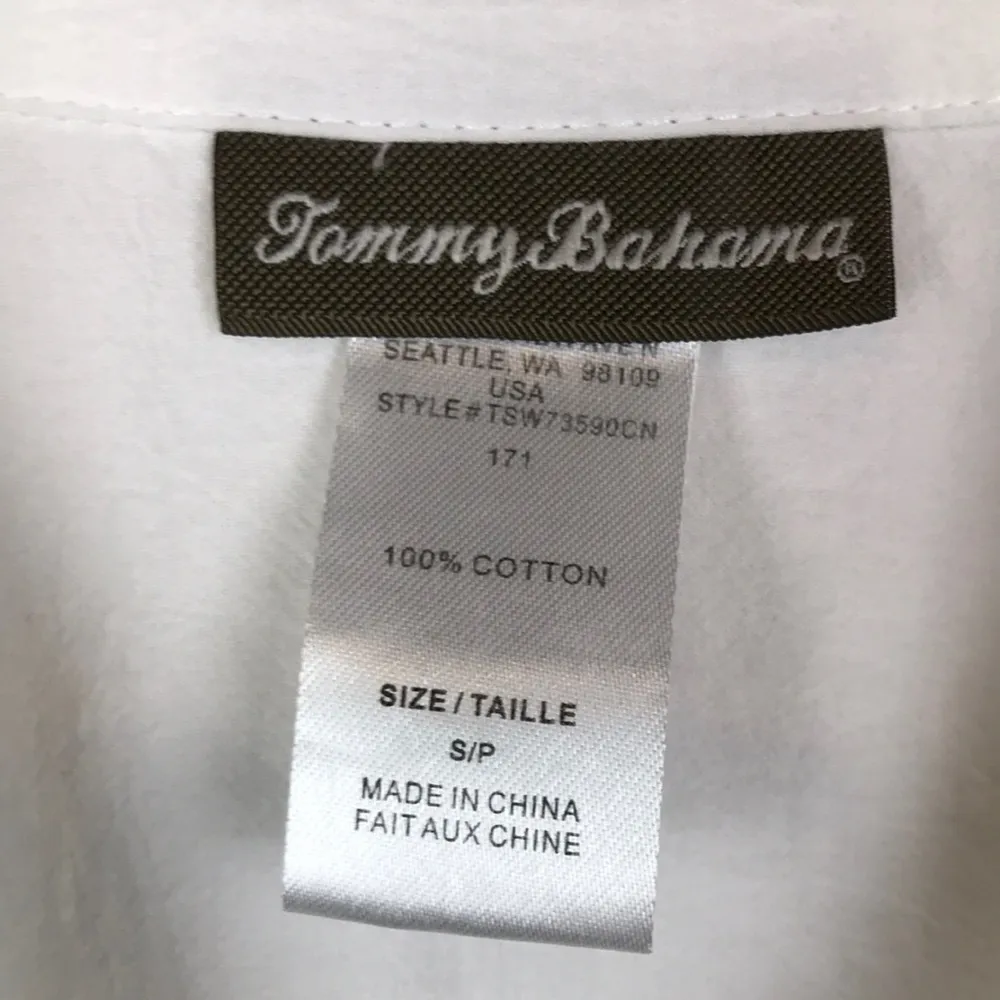 Tommy Bahama®
SEATTLE, WA 98109
USA
STYLE#TSW73590CN
171
100% COTTON
SIZE / TAILLE
S/P
MADE IN CHINA
FAIT AUX CHINE